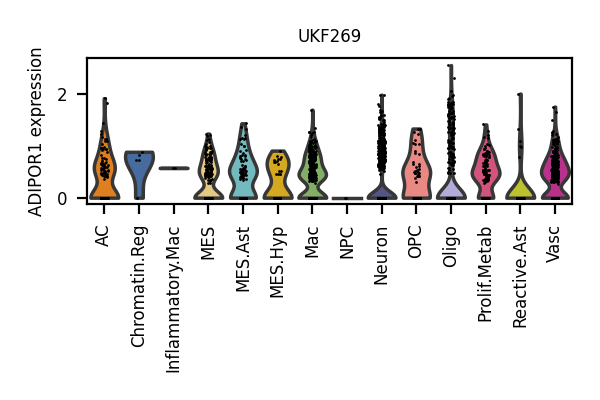 UKF269
ADIPOR1 expression
2
0
AC
Chromatin.Reg
Inflammatory.Mac
MES
MES.Ast
MES.Hyp
Mac
NPC
Neuron
OPC
Oligo
Prolif.Metab
Reactive.Ast
Vasc